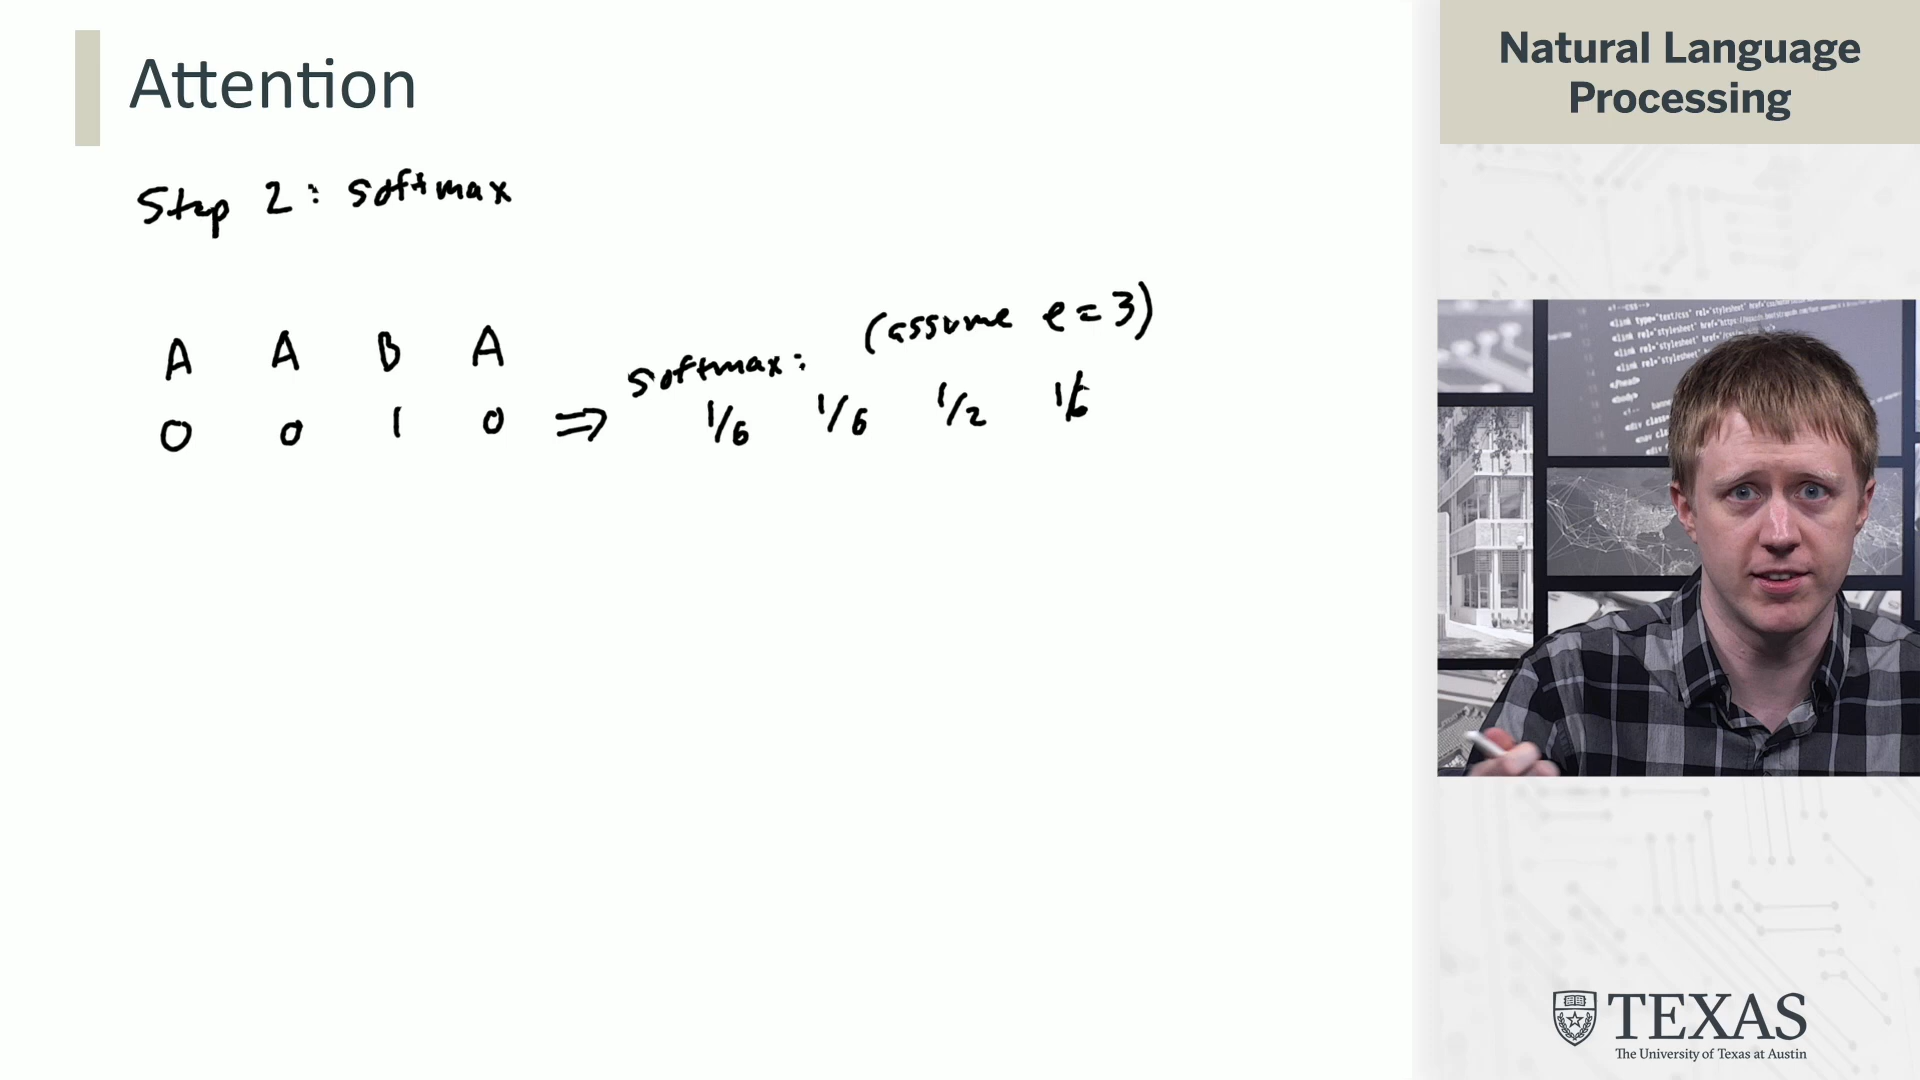 Attention
Step 2: softmax
A A B A
0 0 1 0 ⇒ softmax: (assume e=3)
1/6 1/6 1/2 1/6
Natural Language
Processing
TEXAS
The University of Texas at Austin